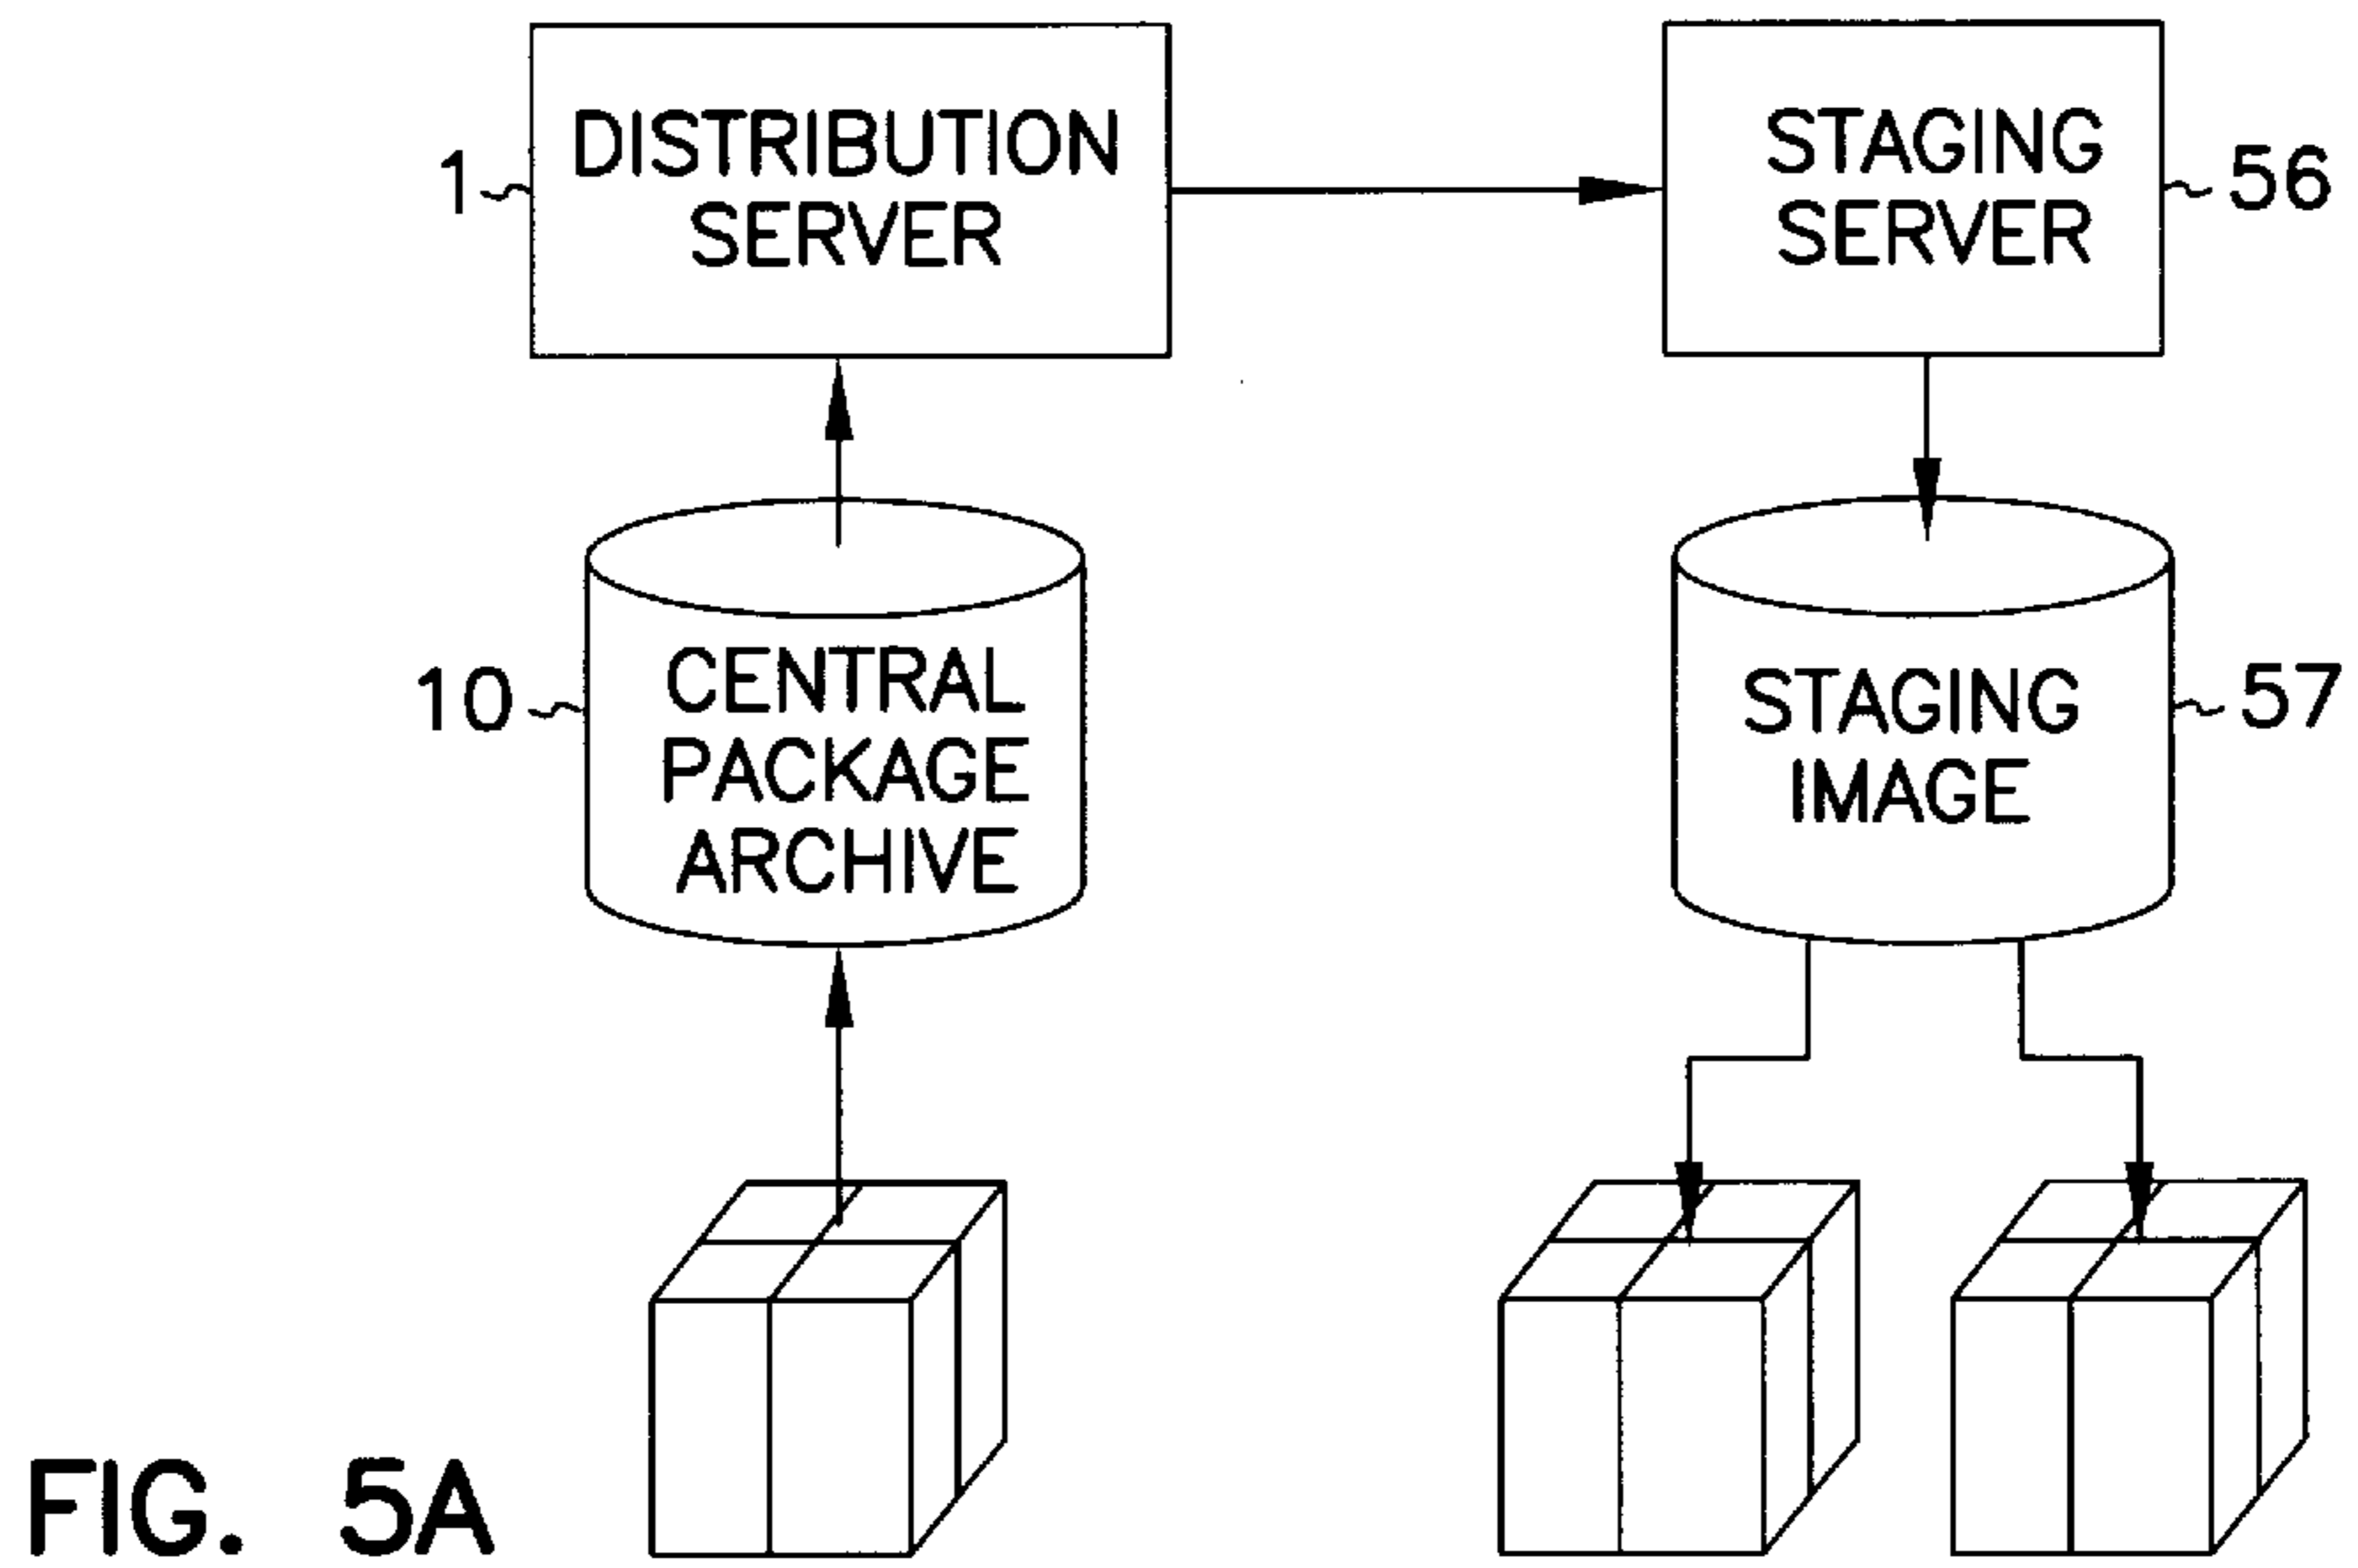 1
DISTRIBUTION
SERVER
STAGING
SERVER
56
10
CENTRAL
PACKAGE
ARCHIVE
STAGING
IMAGE
57
FIG. 5A